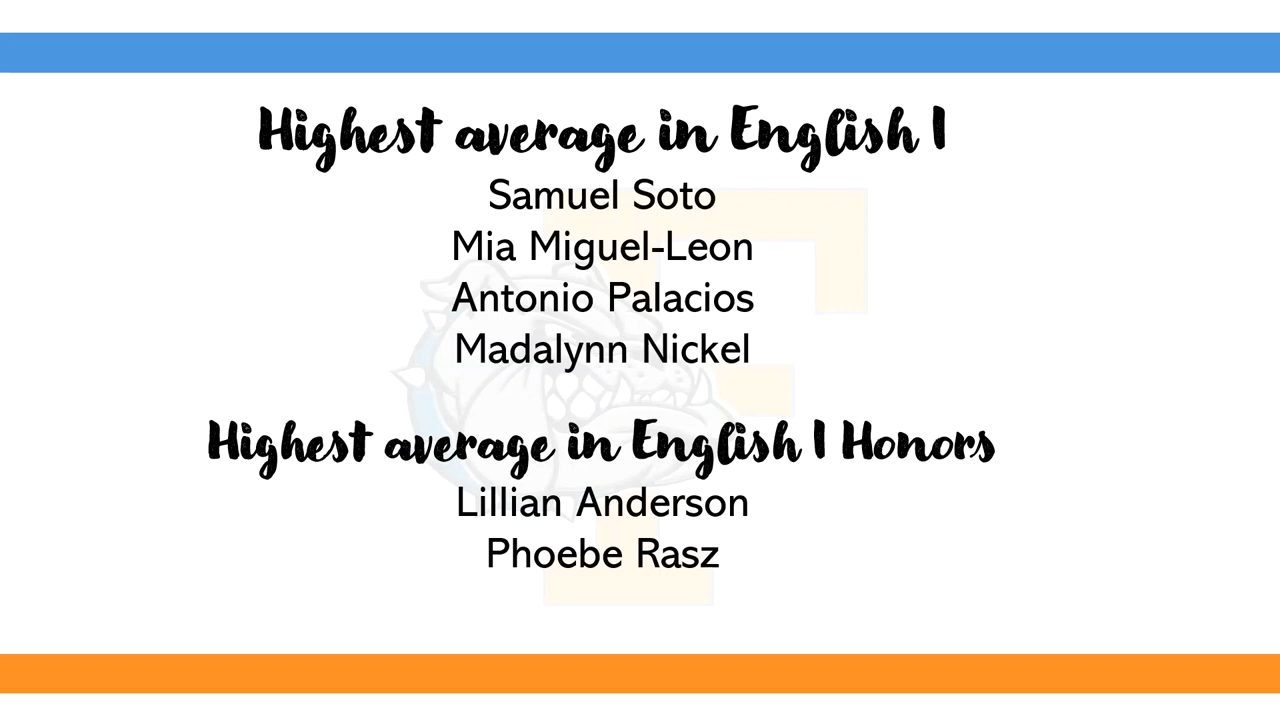 Highest average in English I
Samuel Soto
Mia Miguel-Leon
Antonio Palacios
Madalynn Nickel
Highest average in English I Honors
Lillian Anderson
Phoebe Rasz